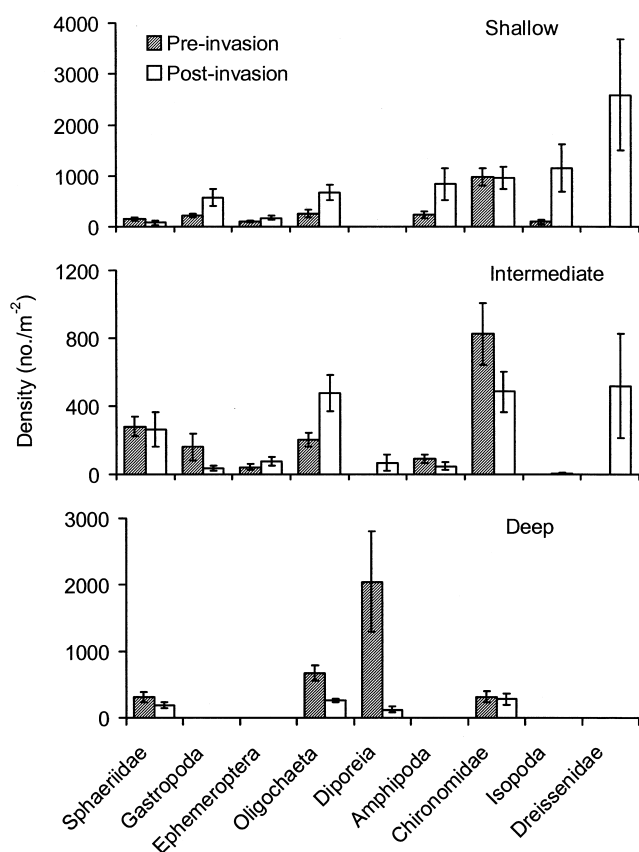 4000
3000
2000
1000
0
Shallow
Pre-invasion
Post-invasion
Density (no./m⁻²)
1200
800
400
0
Intermediate
3000
2000
1000
0
Deep
Sphaeriidae
Gastropoda
Ephemeroptera
Oligochaeta
Diporeia
Amphipoda
Chironomidae
Isopoda
Dreissenidae